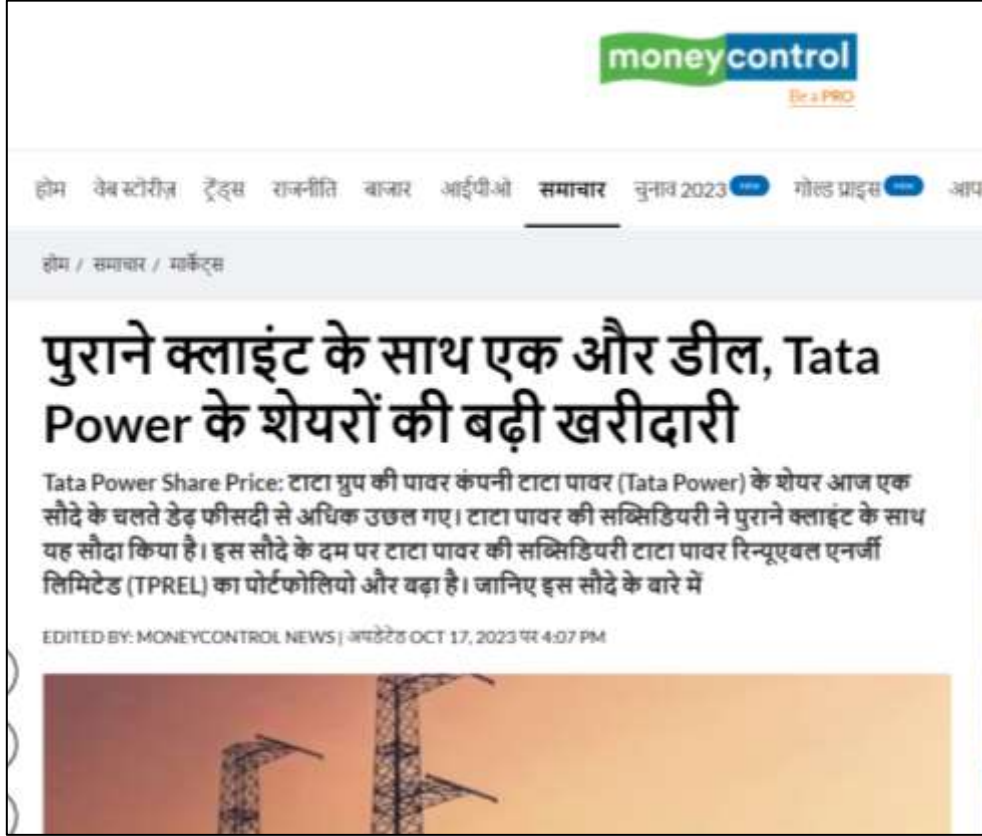 moneycontrol
Be a PRO
होम वेब स्टोरीज़ ट्रेंड्स राजनीति बाजार आईपीओ समाचार चुनाव 2023 गोल्ड प्राइस आप
होम / समाचार / मार्केट्स
पुराने क्लाइंट के साथ एक और डील, Tata
Power के शेयरों की बढ़ी खरीदारी
Tata Power Share Price: टाटा ग्रुप की पावर कंपनी टाटा पावर (Tata Power) के शेयर आज एक
सौदे के चलते डेढ़ फीसदी से अधिक उछल गए। टाटा पावर की सब्सिडियरी ने पुराने क्लाइंट के साथ
यह सौदा किया है। इस सौदे के दम पर टाटा पावर की सब्सिडियरी टाटा पावर रिन्यूएबल एनर्जी
लिमिटेड (TPREL) का पोर्टफोलियो और बढ़ा है। जानिए इस सौदे के बारे में
EDITED BY: MONEYCONTROL NEWS | अपडेटेड OCT 17, 2023 पर 4:07 PM